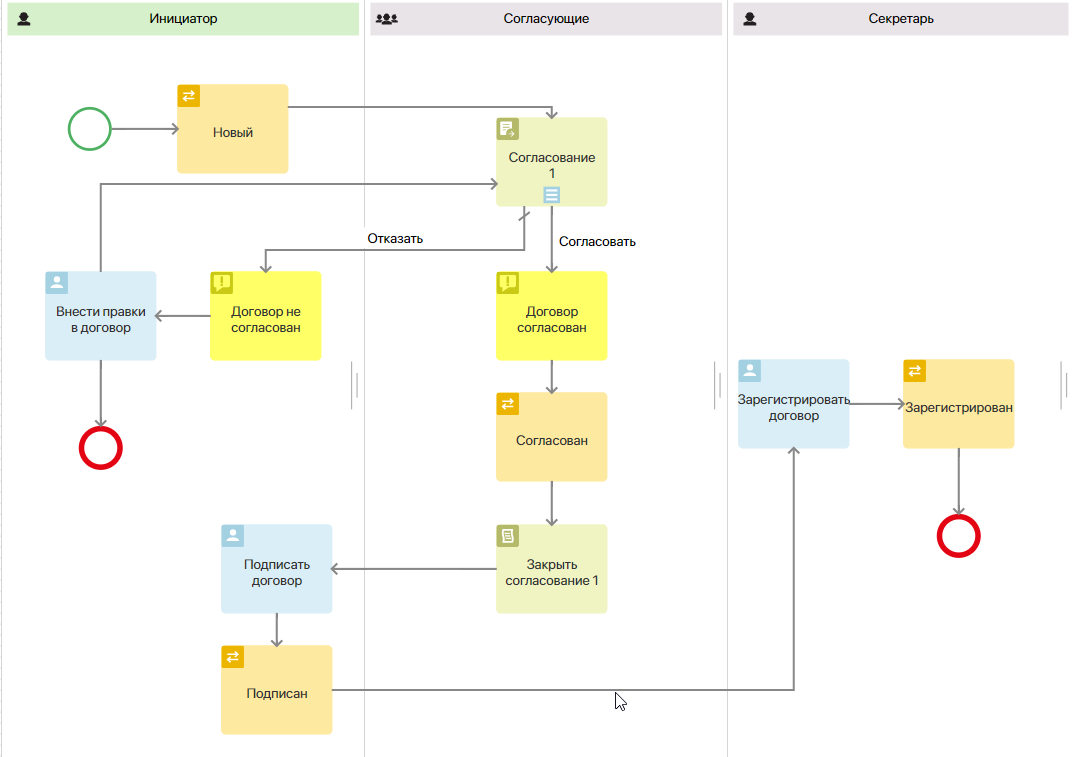 Инициатор
Согласующие
Секретарь
Новый
Согласование
1
Отказать
Согласовать
Внести правки
в договор
Договор не
согласован
Договор
согласован
Зарегистрировать
договор
Зарегистрирован
Согласован
Подписать
договор
Закрыть
согласование 1
Подписан